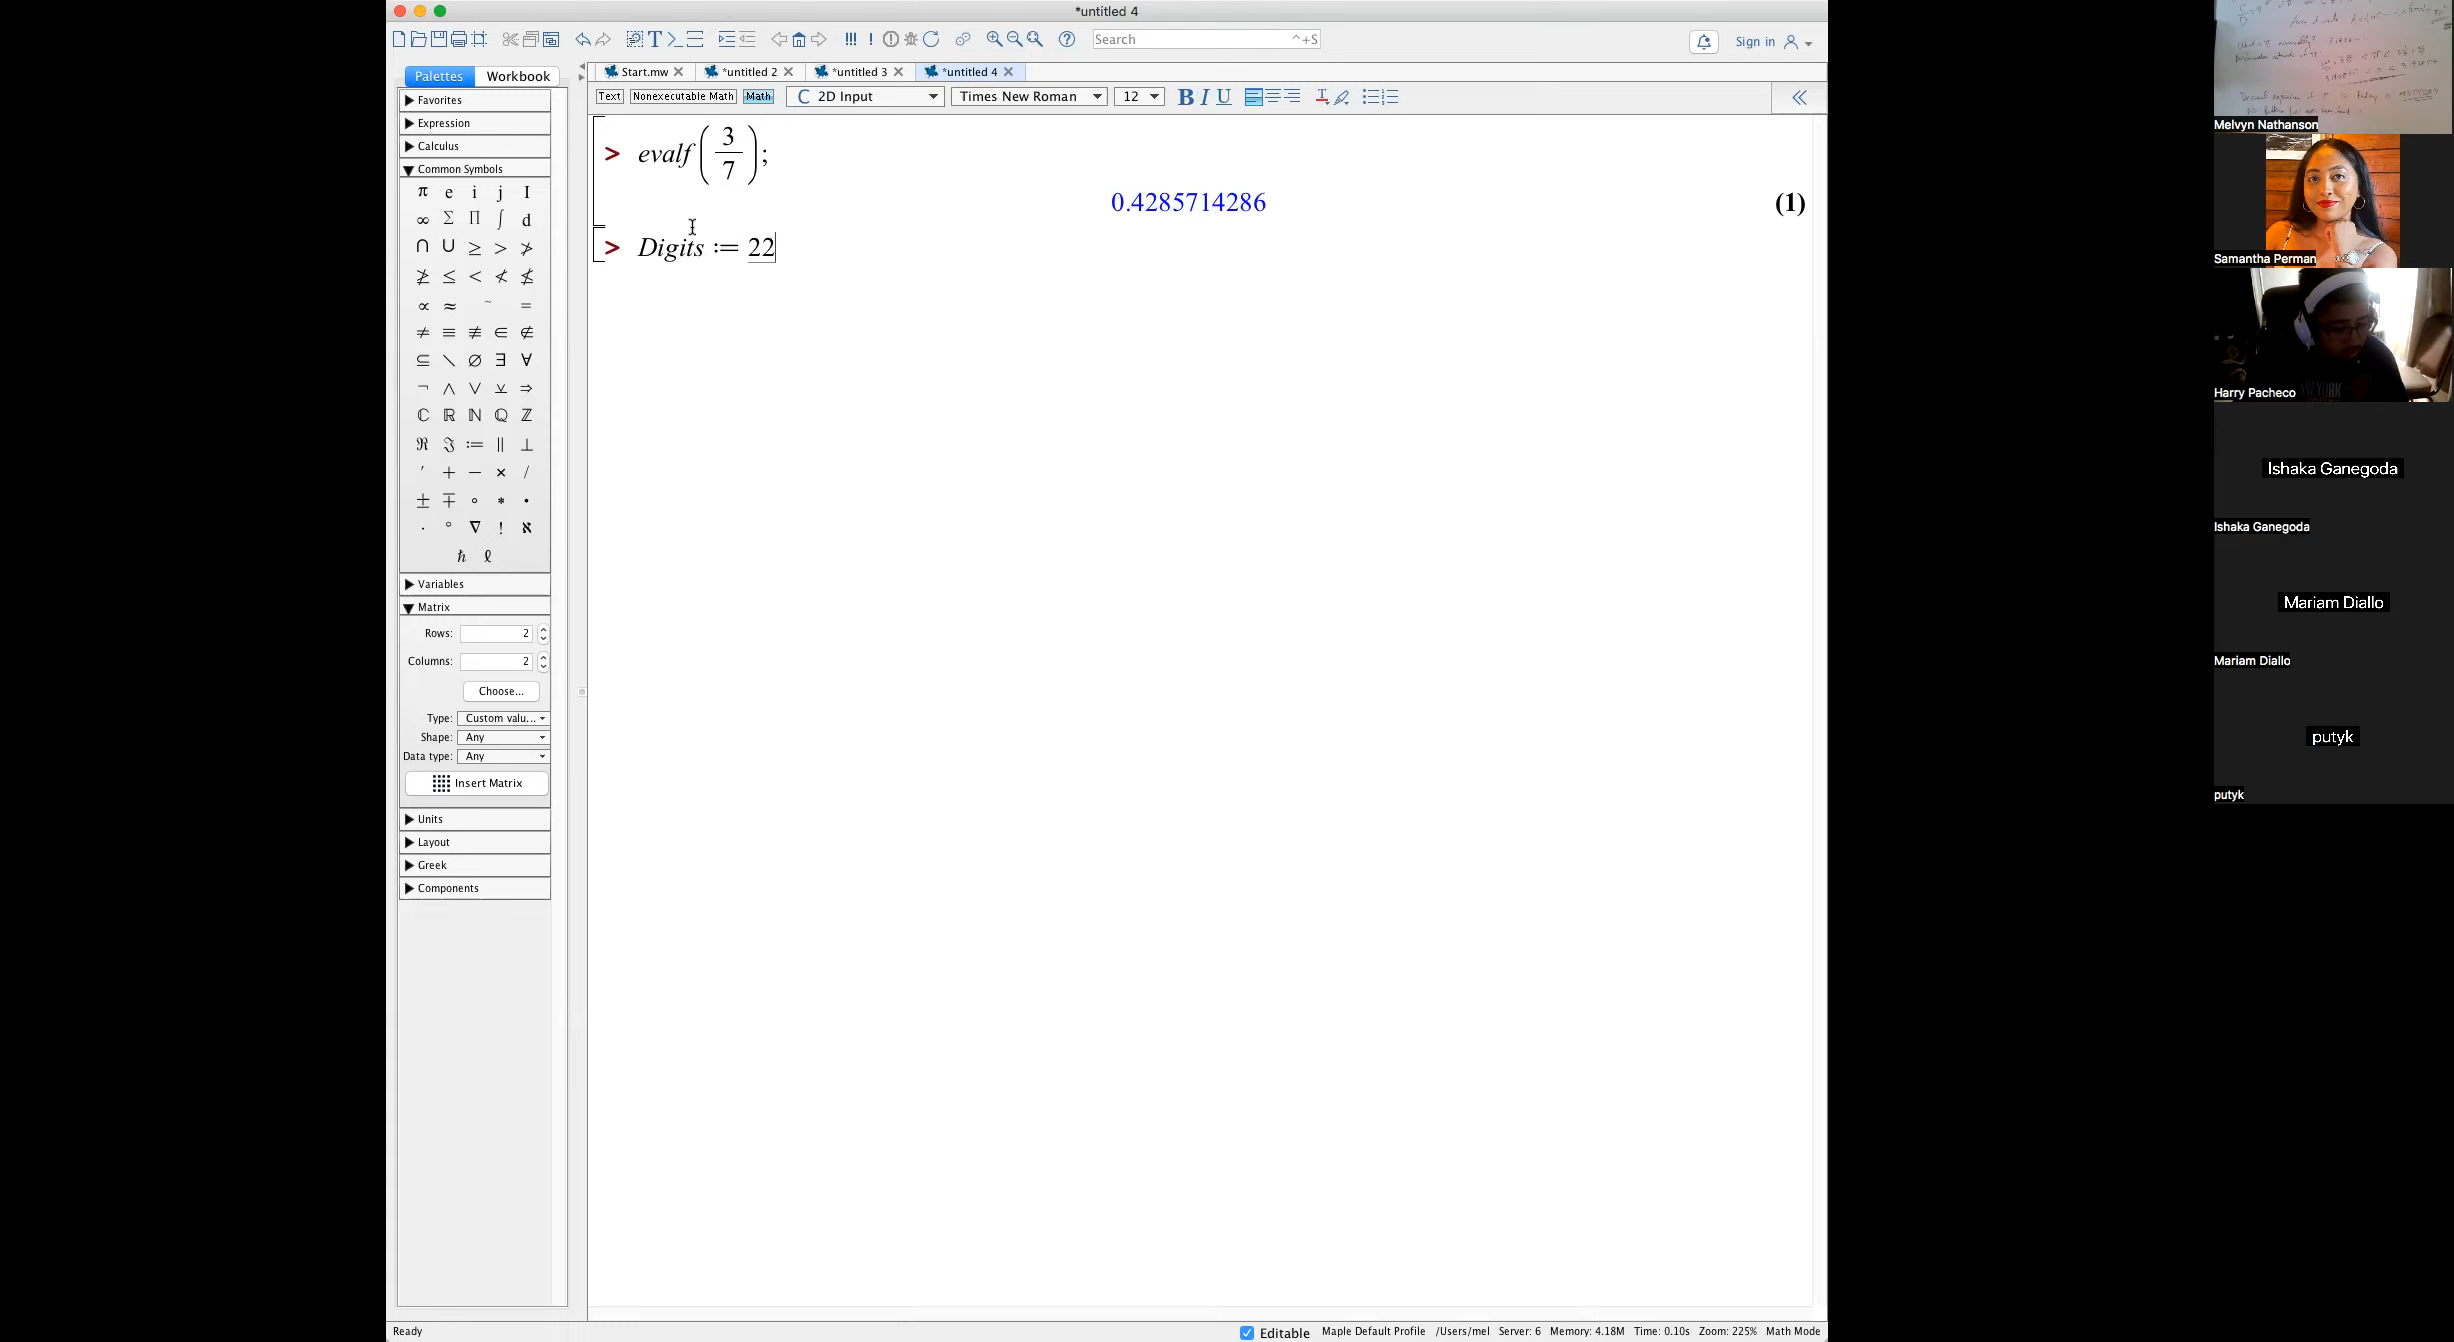 *untitled 4
Search
^+S
Sign in
Palettes
Workbook
Start.mw
*untitled 2
*untitled 3
*untitled 4
Favorites
Text
Nonexecutable Math
Math
C 2D Input
Times New Roman
12
B I U
Expression
Calculus
Common Symbols
π e i j I
∞ Σ Π ∫ d
∩ ∪ ≥ > ≯
≱ ≤ < ≮ ≰
∝ ≈ ~ =
≠ ≡ ≢ ∈ ∉
⊆ \ ∅ ∃ ∀
¬ ∧ ∨ ⊻ ⇒
ℂ ℝ ℕ ℚ ℤ
ℜ ℑ := ∥ ⊥
′ + − × /
± ∓ ∘ * •
· ° ∇ ! ℵ
ħ ℓ
Variables
Matrix
Rows: 2
Columns: 2
Choose...
Type: Custom valu...
Shape: Any
Data type: Any
Insert Matrix
Units
Layout
Greek
Components
> evalf(3/7);
0.4285714286
(1)
> Digits := 22
Ready
Editable
Maple Default Profile
/Users/mel
Server: 6
Memory: 4.18M
Time: 0.10s
Zoom: 225%
Math Mode
Melvyn Nathanson
Samantha Perman
Harry Pacheco
Ishaka Ganegoda
Ishaka Ganegoda
Mariam Diallo
Mariam Diallo
putyk
putyk